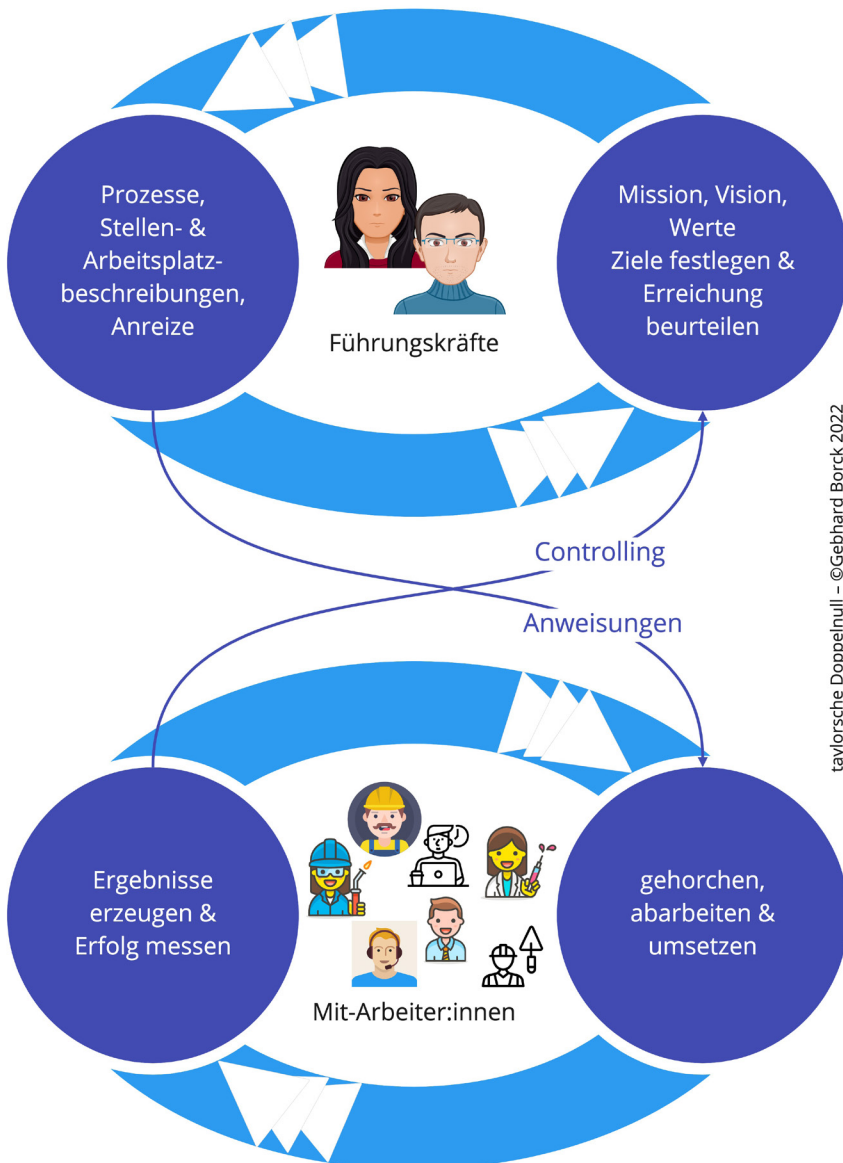 Prozesse,
Stellen- &
Arbeitsplatz-
beschreibungen,
Anreize
Mission, Vision,
Werte
Ziele festlegen &
Erreichung
beurteilen
Führungskräfte
Controlling
Anweisungen
Ergebnisse
erzeugen &
Erfolg messen
gehorchen,
abarbeiten &
umsetzen
Mit-Arbeiter:innen
taylorsche Doppelnull – ©Gebhard Borck 2022